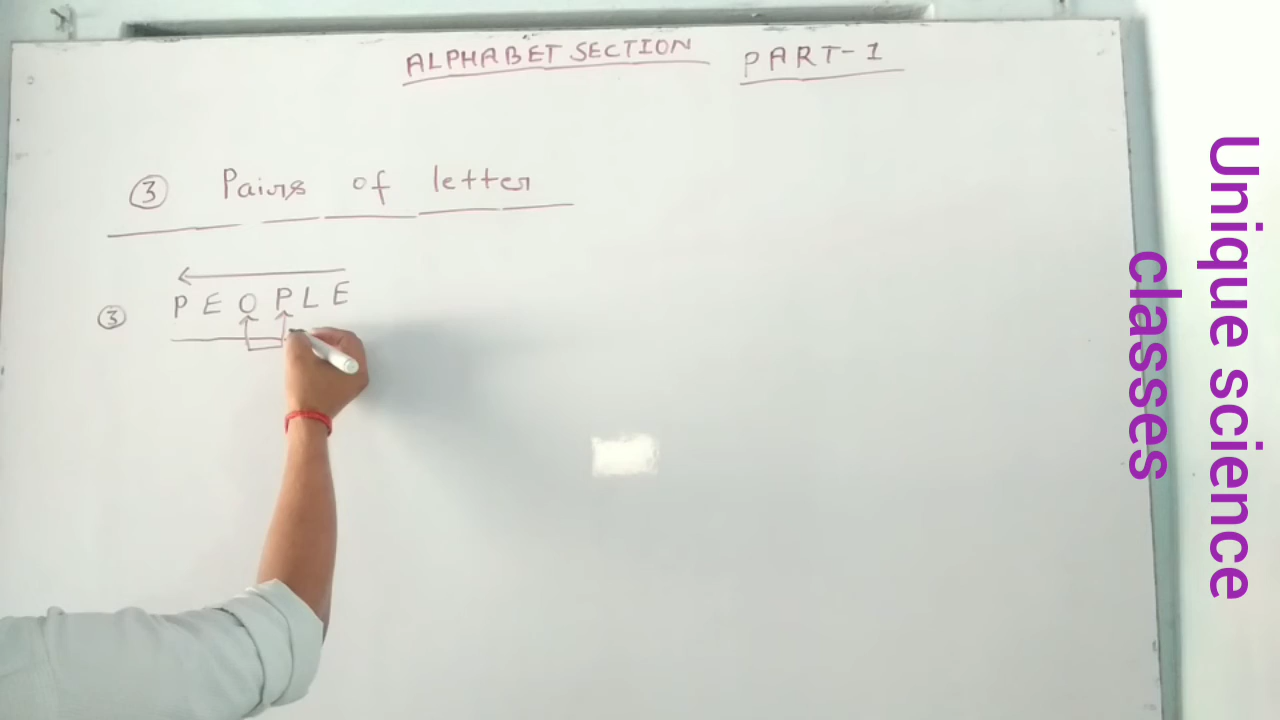 ALPHABET SECTION PART-1
③ Pairs of letter
③ PEOPLE
Unique science
classes